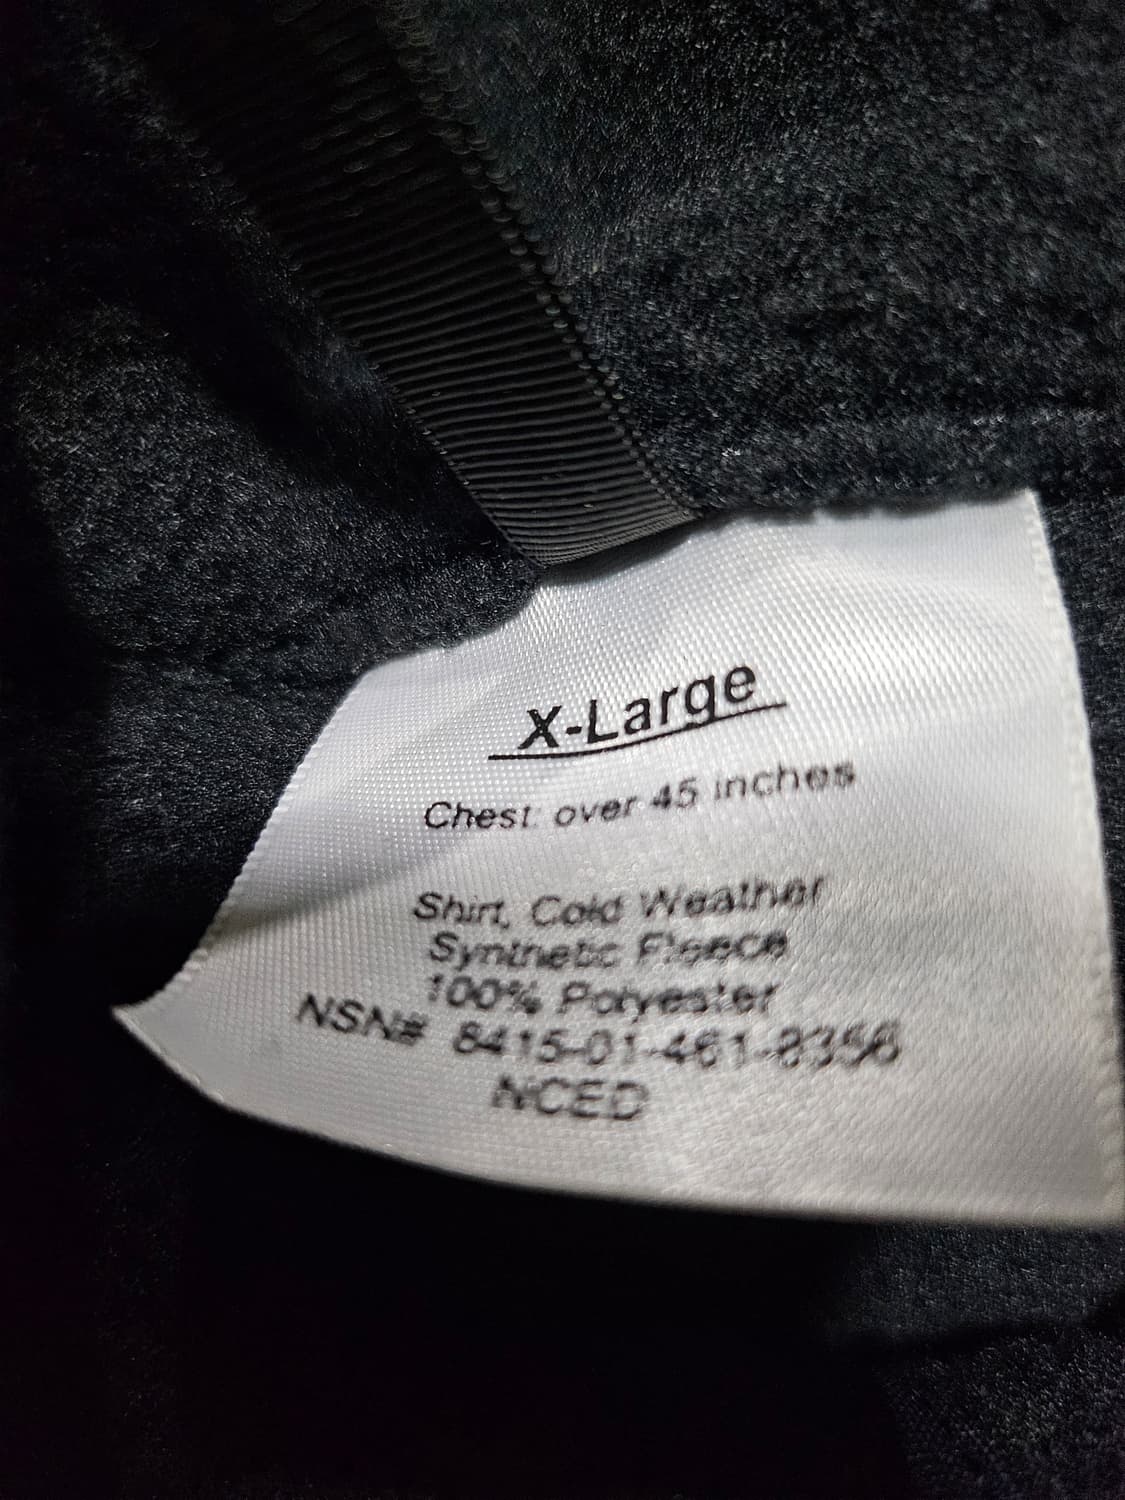 X-Large
Chest: over 45 inches
Shirt, Cold Weather
Synthetic Fleece
100% Polyester
NSN# 8415-01-461-8356
NCED